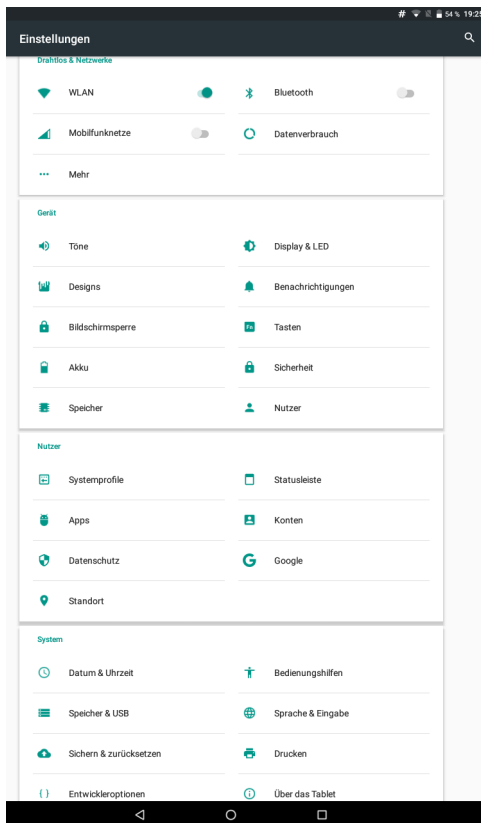 # 54 % 19:25
Einstellungen
Drahtlos & Netzwerke
WLAN
Bluetooth
Mobilfunknetze
Datenverbrauch
Mehr
Gerät
Töne
Display & LED
Designs
Benachrichtigungen
Bildschirmsperre
Fn Tasten
Akku
Sicherheit
Speicher
Nutzer
Nutzer
Systemprofile
Statusleiste
Apps
Konten
Datenschutz
G Google
Standort
System
Datum & Uhrzeit
Bedienungshilfen
Speicher & USB
Sprache & Eingabe
Sichern & zurücksetzen
Drucken
{ } Entwickleroptionen
Über das Tablet